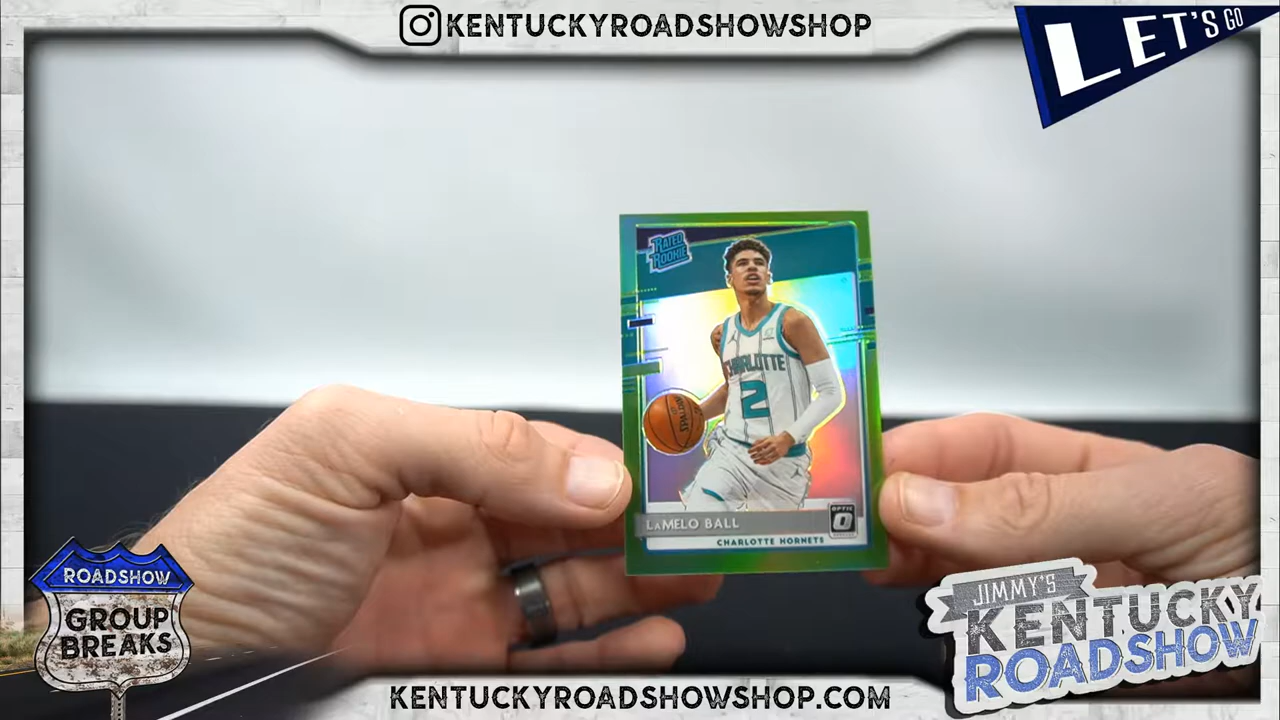 KENTUCKYROADSHOWSHOP
LET'S GO
RATED
ROOKIE
CHARLOTTE
2
SPALDING
LaMELO BALL
OPTIC
CHARLOTTE HORNETS
ROADSHOW
GROUP
BREAKS
JIMMY'S
KENTUCKY
ROADSHOW
KENTUCKYROADSHOWSHOP.COM